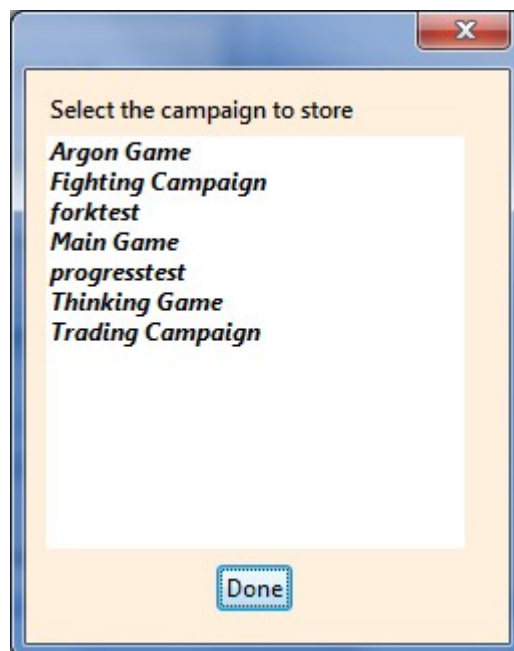 Select the campaign to store
Argon Game
Fighting Campaign
forktest
Main Game
progresstest
Thinking Game
Trading Campaign
Done